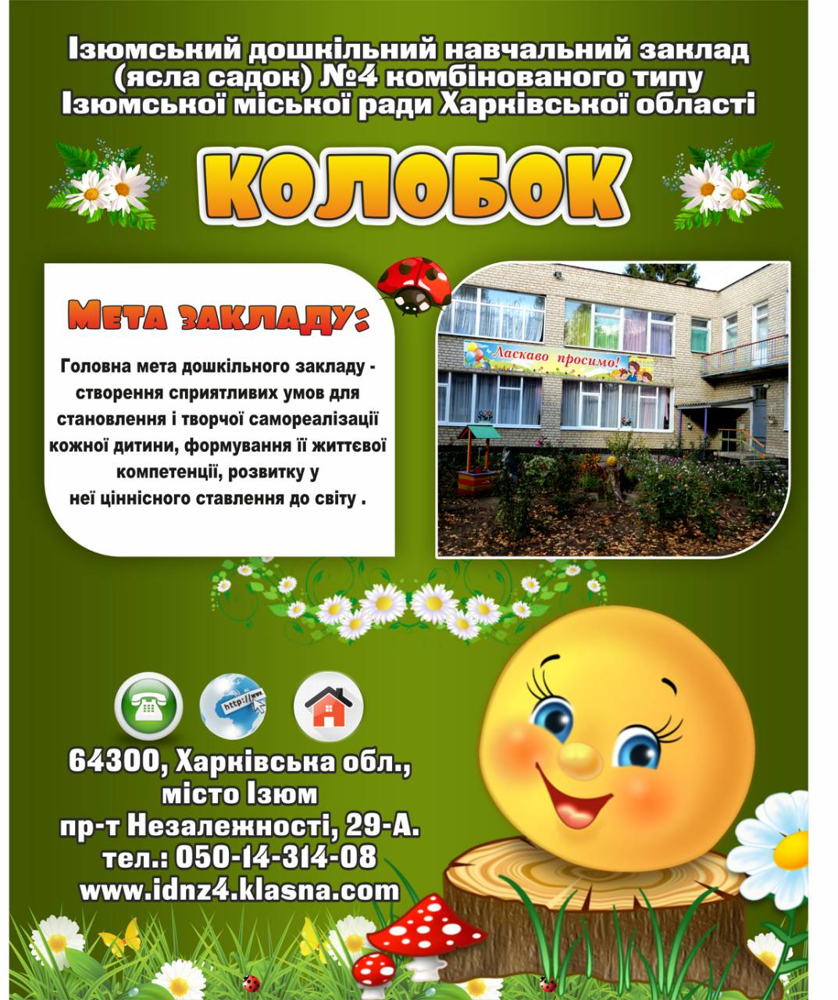 Ізюмський дошкільний навчальний заклад
(ясла садок) №4 комбінованого типу
Ізюмської міської ради Харківської області
КОЛОБОК
Мета закладу:
Головна мета дошкільного закладу -
створення сприятливих умов для
становлення і творчої самореалізації
кожної дитини, формування її життєвої
компетенції, розвитку у
неї ціннісного ставлення до світу .
Ласкаво просимо!
http://www.
64300, Харківська обл.,
місто Ізюм
пр-т Незалежності, 29-А.
тел.: 050-14-314-08
www.idnz4.klasna.com